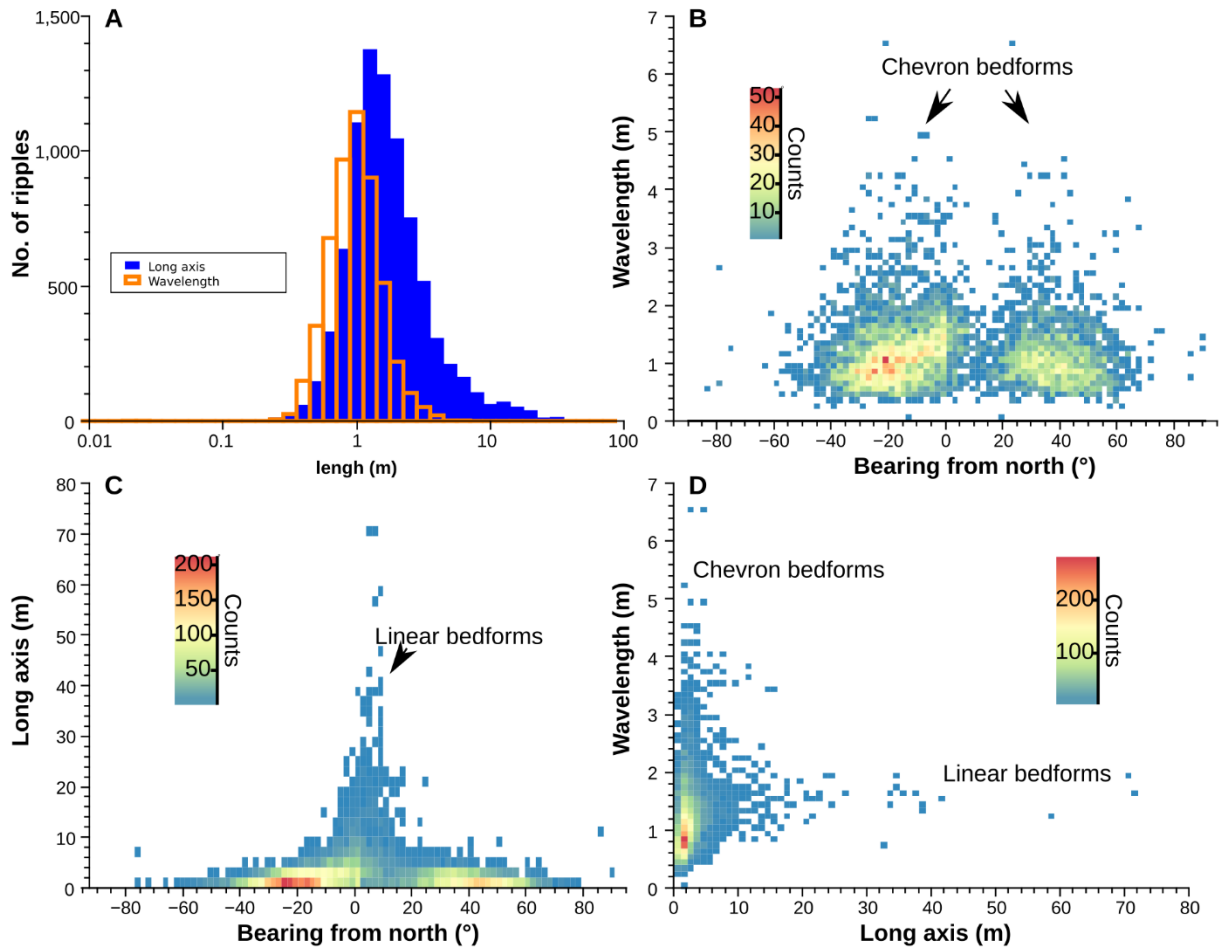 A
1,500
1,000
500
0
No. of ripples
Long axis
Wavelength
0.01 0.1 1 10 100
lengh (m)
B
7
6
5
4
3
2
1
0
Wavelength (m)
Chevron bedforms
50
40
30
20
10
Counts
−80 −60 −40 −20 0 20 40 60 80
Bearing from north (°)
C
80
70
60
50
40
30
20
10
0
Long axis (m)
200
150
100
50
Counts
Linear bedforms
−80 −60 −40 −20 0 20 40 60 80
Bearing from north (°)
D
7
6
5
4
3
2
1
0
Wavelength (m)
Chevron bedforms
200
100
Counts
Linear bedforms
0 10 20 30 40 50 60 70 80
Long axis (m)